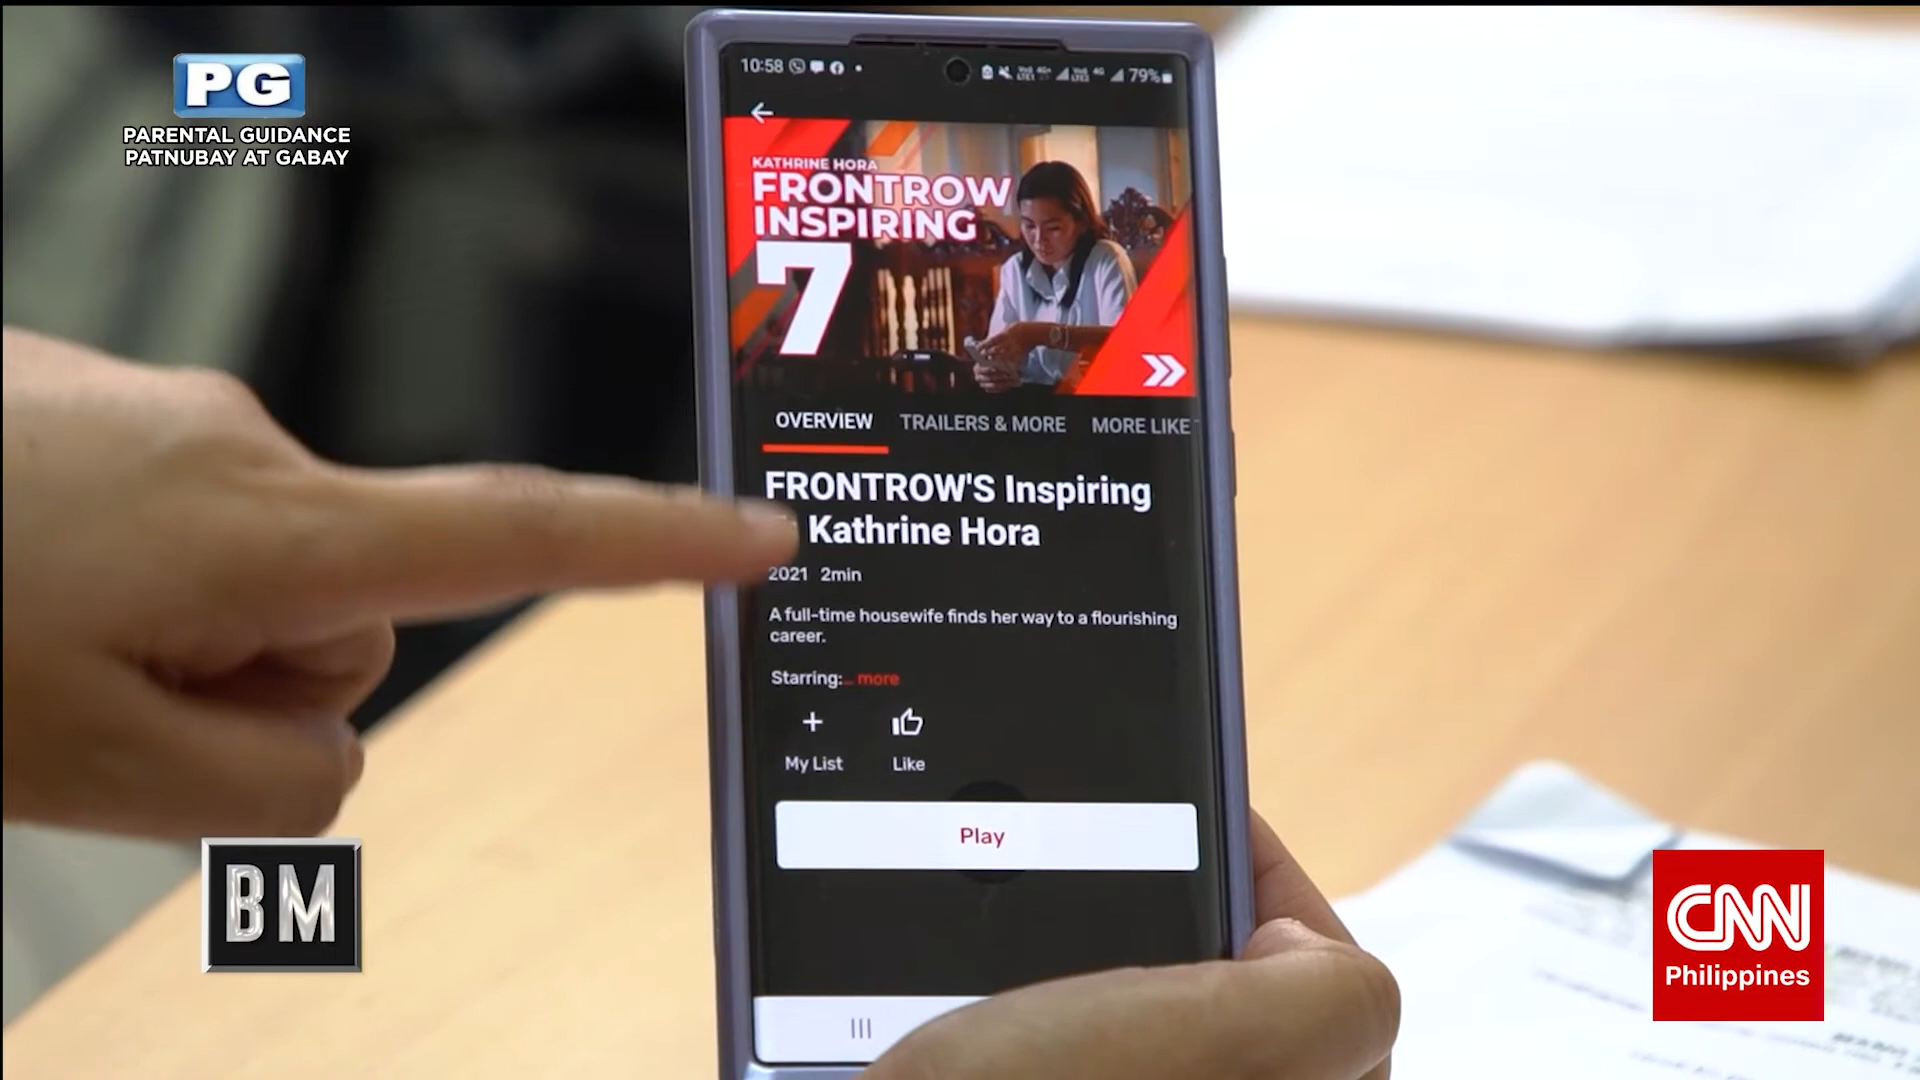 PG
PARENTAL GUIDANCE
PATNUBAY AT GABAY
10:58
79%
KATHRINE HORA
FRONTROW
INSPIRING
7
OVERVIEW TRAILERS & MORE MORE LIKE
FRONTROW'S Inspiring
Kathrine Hora
2021 2min
A full-time housewife finds her way to a flourishing
career.
Starring:... more
My List Like
Play
BM
CNN
Philippines